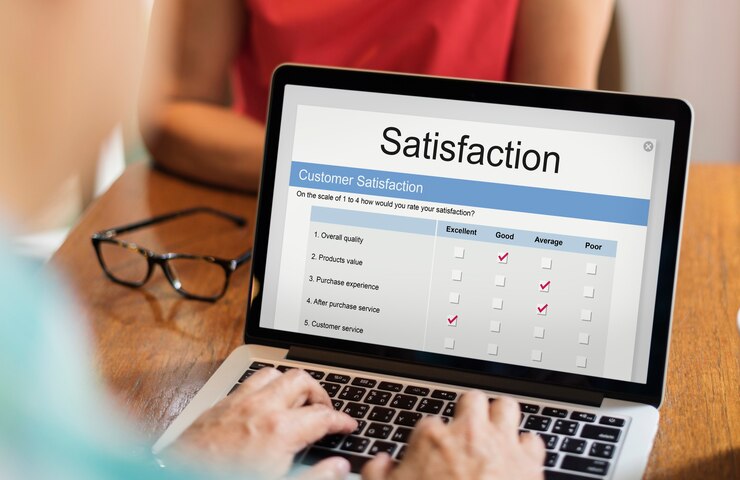 Satisfaction
Customer Satisfaction
On the scale of 1 to 4 how would you rate your satisfaction?
Excellent Good Average Poor
1. Overall quality
2. Products value
3. Purchase experience
4. After purchase service
5. Customer service